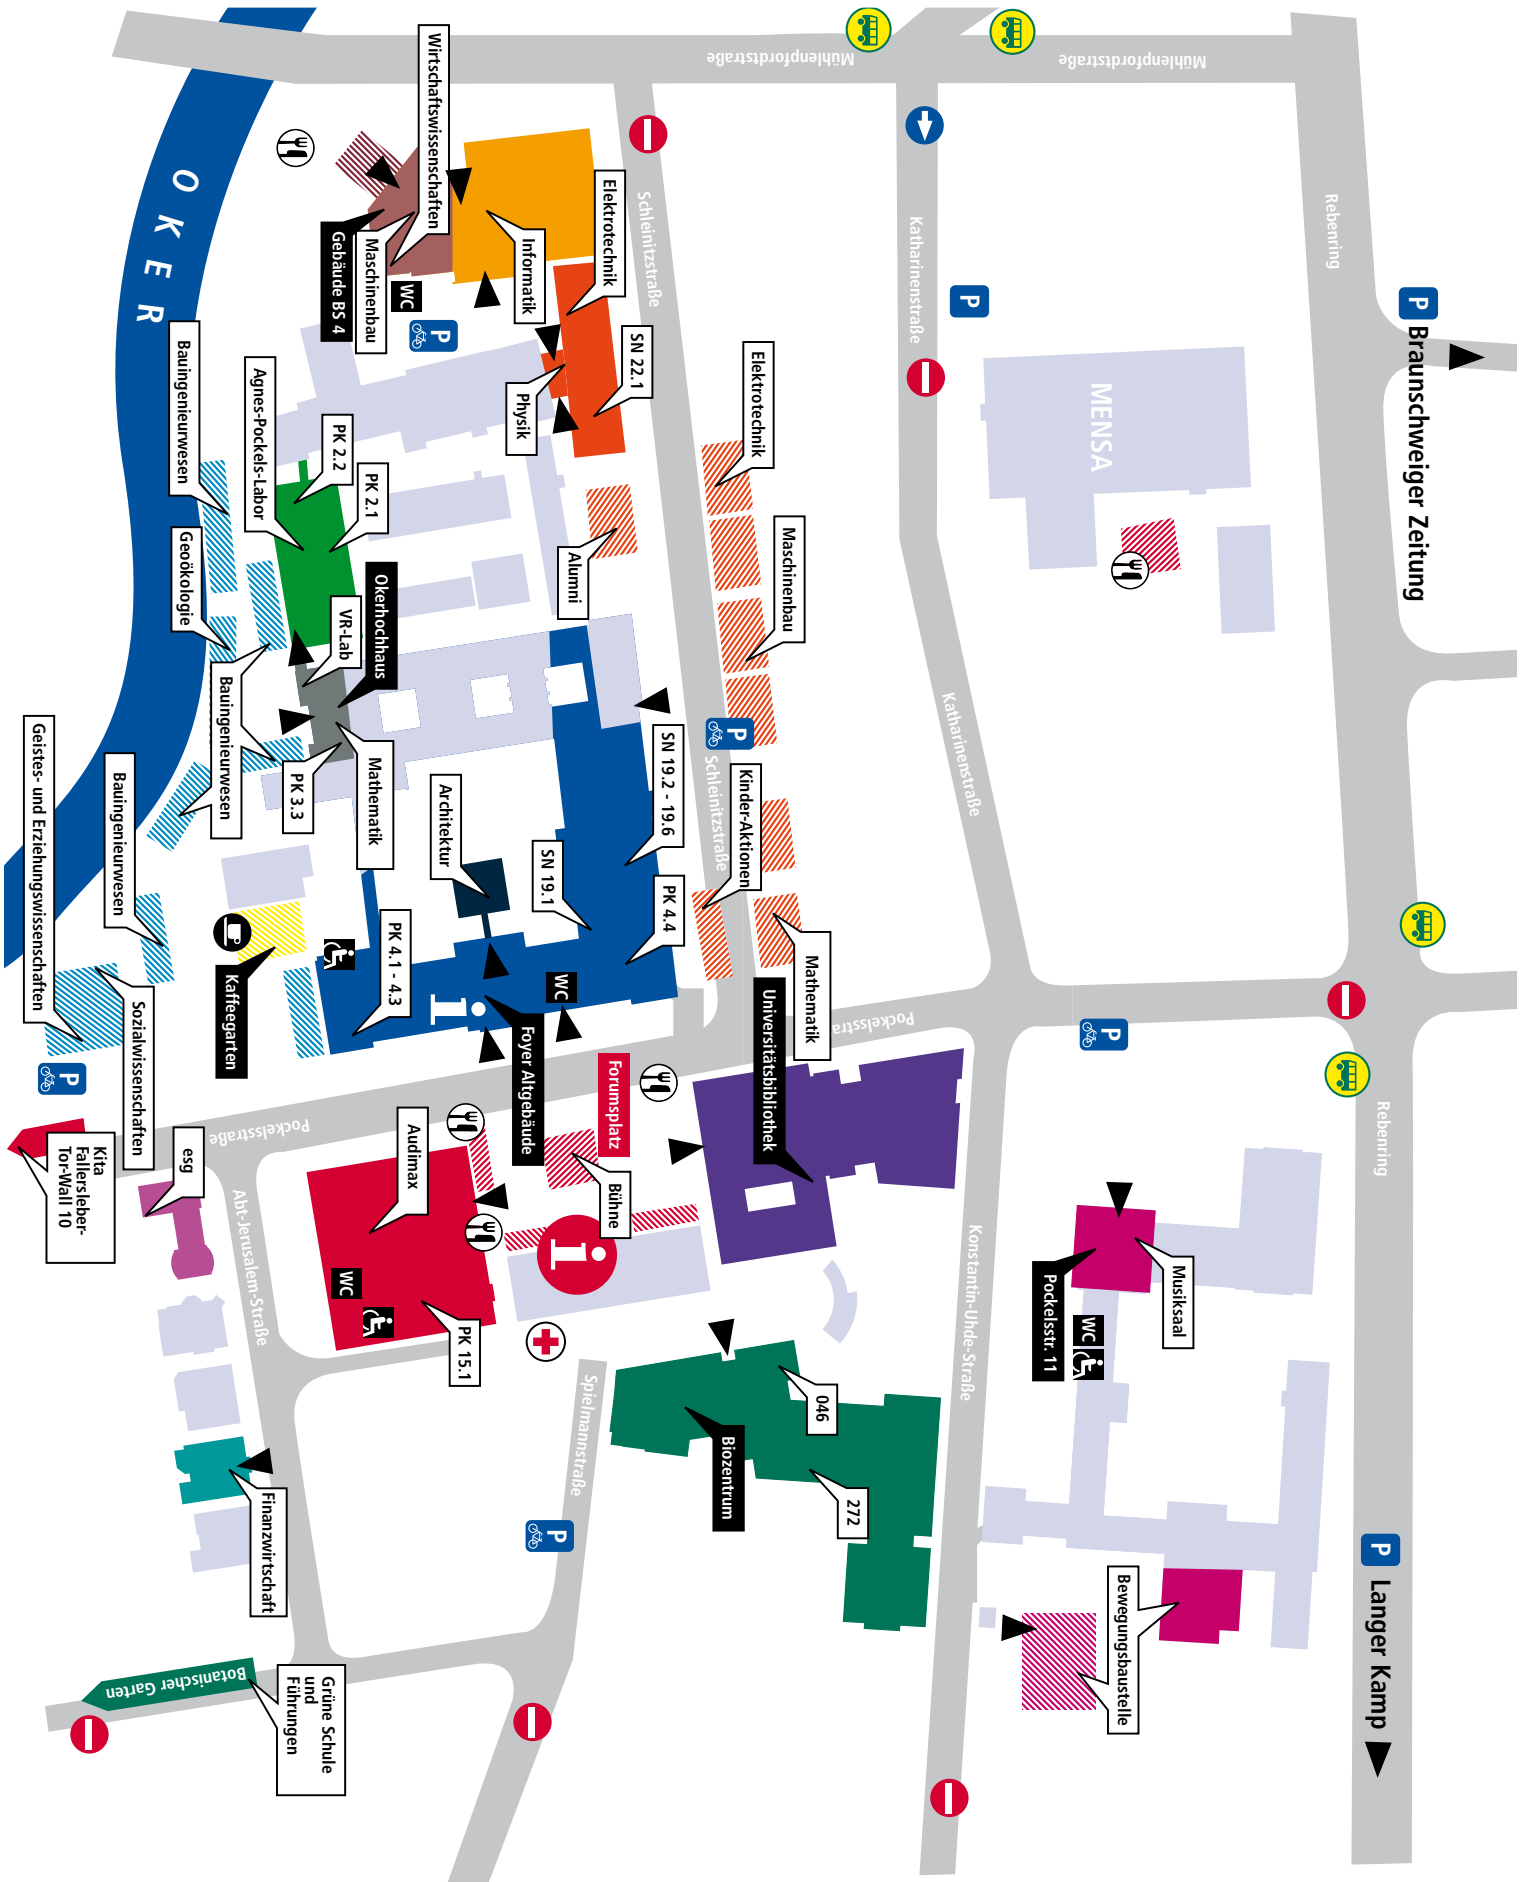 P Braunschweiger Zeitung
P Langer Kamp
Rebenring
Rebenring
MENSA
P
P
Musiksaal
Pockelsstr. 11
WC
Bewegungsbaustelle
Katharinenstraße
Katharinenstraße
Konstantin-Uhde-Straße
Mühlenpfordtstraße
Mühlenpfordtstraße
Schleinitzstraße
Schleinitzstraße
Pockelsstra
Pockelsstraße
Elektrotechnik
Maschinenbau
P
Kinder-Aktionen
Mathematik
Universitätsbibliothek
046
272
Biozentrum
Elektrotechnik
SN 22.1
Alumni
SN 19.2 - 19.6
SN 19.1
PK 4.4
Forumsplatz
Bühne
i
Spielmannstraße
P
Informatik
Physik
Wirtschaftswissenschaften
Maschinenbau
Gebäude BS 4
WC
P
Architektur
WC
i
Foyer Altgebäude
PK 2.2
PK 2.1
Agnes-Pockels-Labor
Okerhochhaus
VR-Lab
Mathematik
PK 3.3
PK 4.1 - 4.3
Audimax
WC
PK 15.1
OKER
Bauingenieurwesen
Geoökologie
Bauingenieurwesen
Bauingenieurwesen
Kaffeegarten
Geistes- und Erziehungswissenschaften
Sozialwissenschaften
P
esg
Kita
Fallersleber-
Tor-Wall 10
Abt-Jerusalem-Straße
Finanzwirtschaft
Botanischer Garten
Grüne Schule
und
Führungen